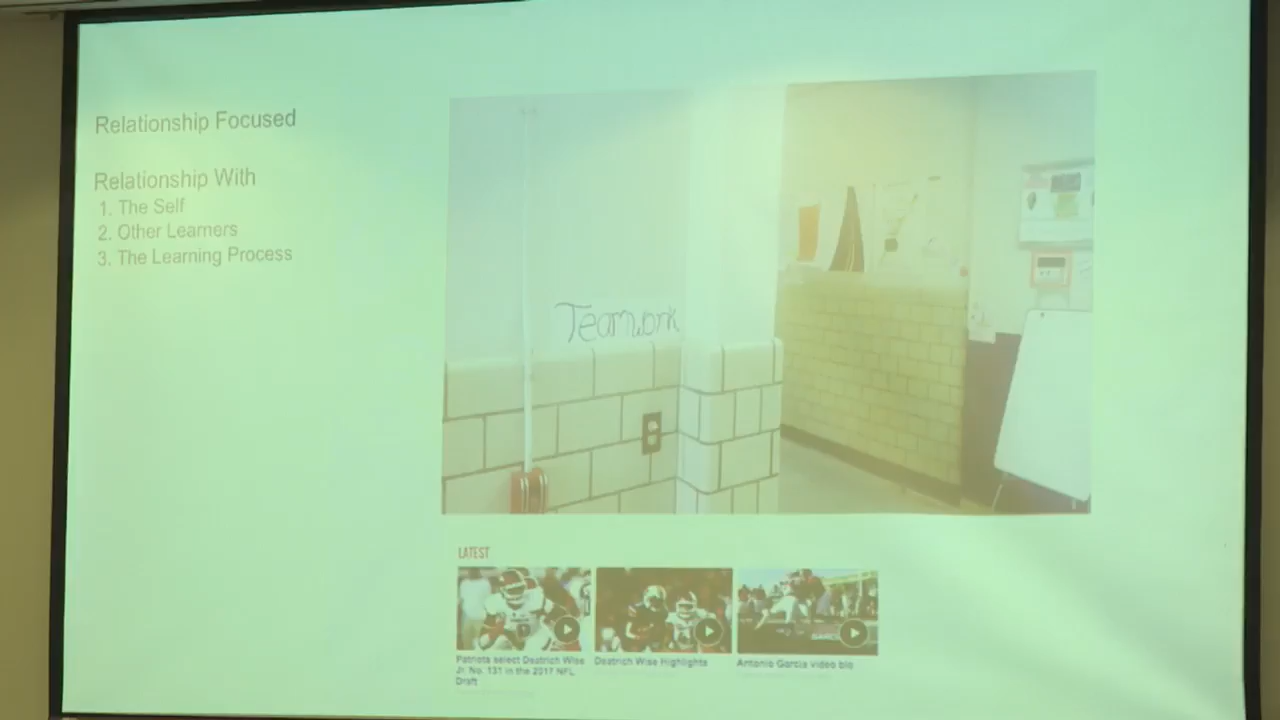 Relationship Focused
Relationship With
1. The Self
2. Other Learners
3. The Learning Process
Teamwork
LATEST
Patriots select Deatrich Wise
Jr. No. 131 in the 2017 NFL
Draft
Deatrich Wise Highlights
Antonio Garcia video bio